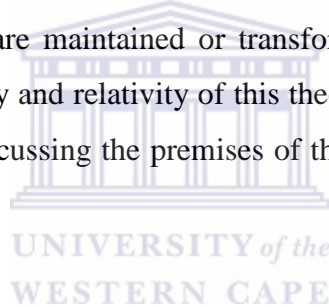 are maintained or transfor
y and relativity of this the
cussing the premises of th
UNIVERSITY of the
WESTERN CAPE